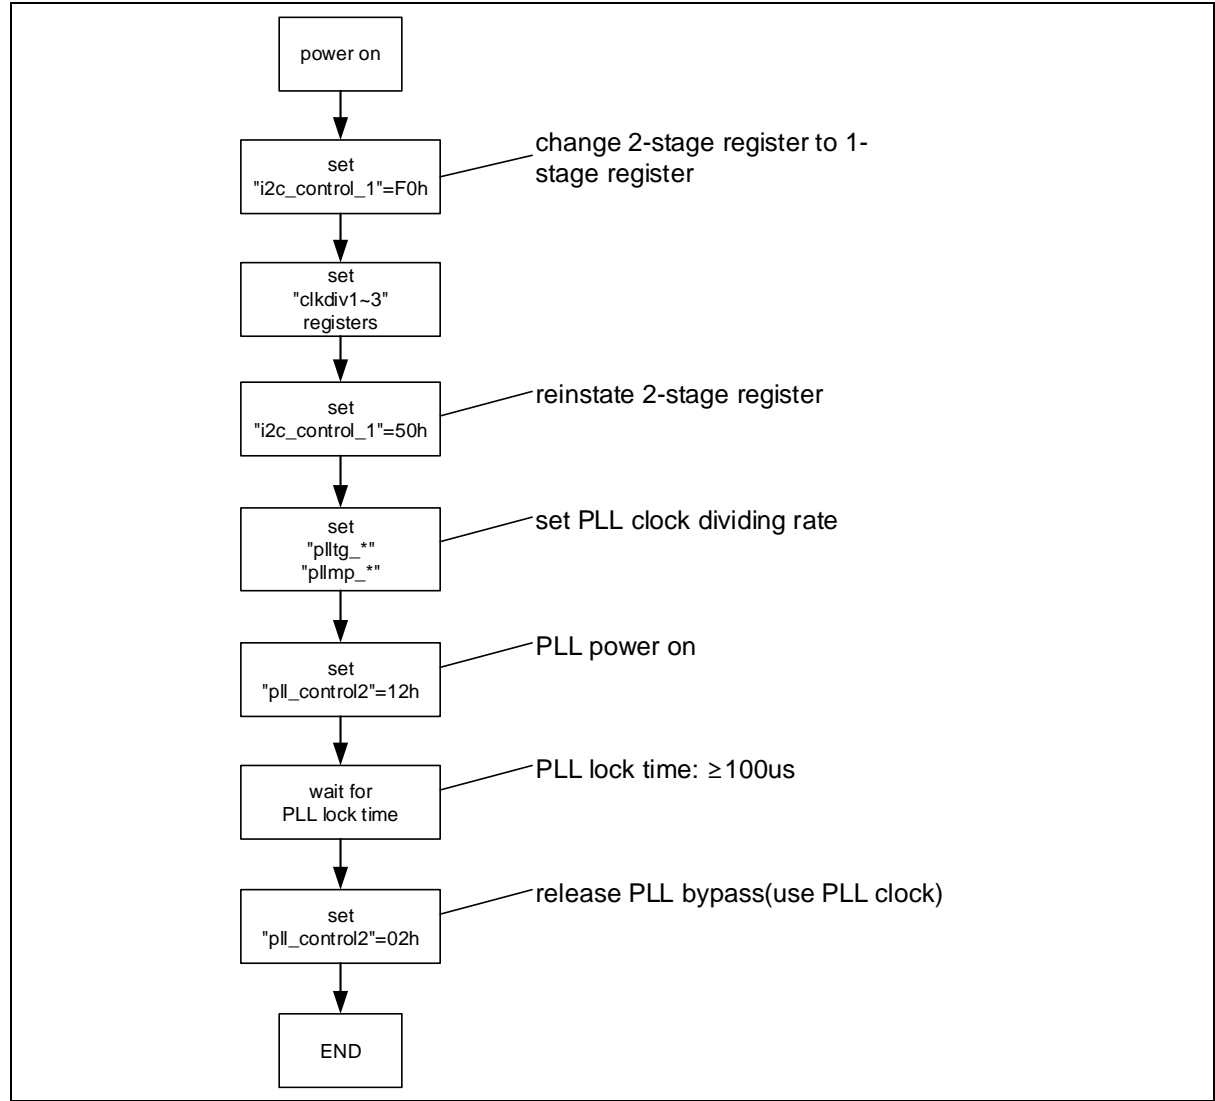 power on
set
"i2c_control_1"=F0h
change 2-stage register to 1-
stage register
set
"clkdiv1~3"
registers
set
"i2c_control_1"=50h
reinstate 2-stage register
set
"plltg_*"
"pllmp_*"
set PLL clock dividing rate
set
"pll_control2"=12h
PLL power on
wait for
PLL lock time
PLL lock time: ≥100us
set
"pll_control2"=02h
release PLL bypass(use PLL clock)
END